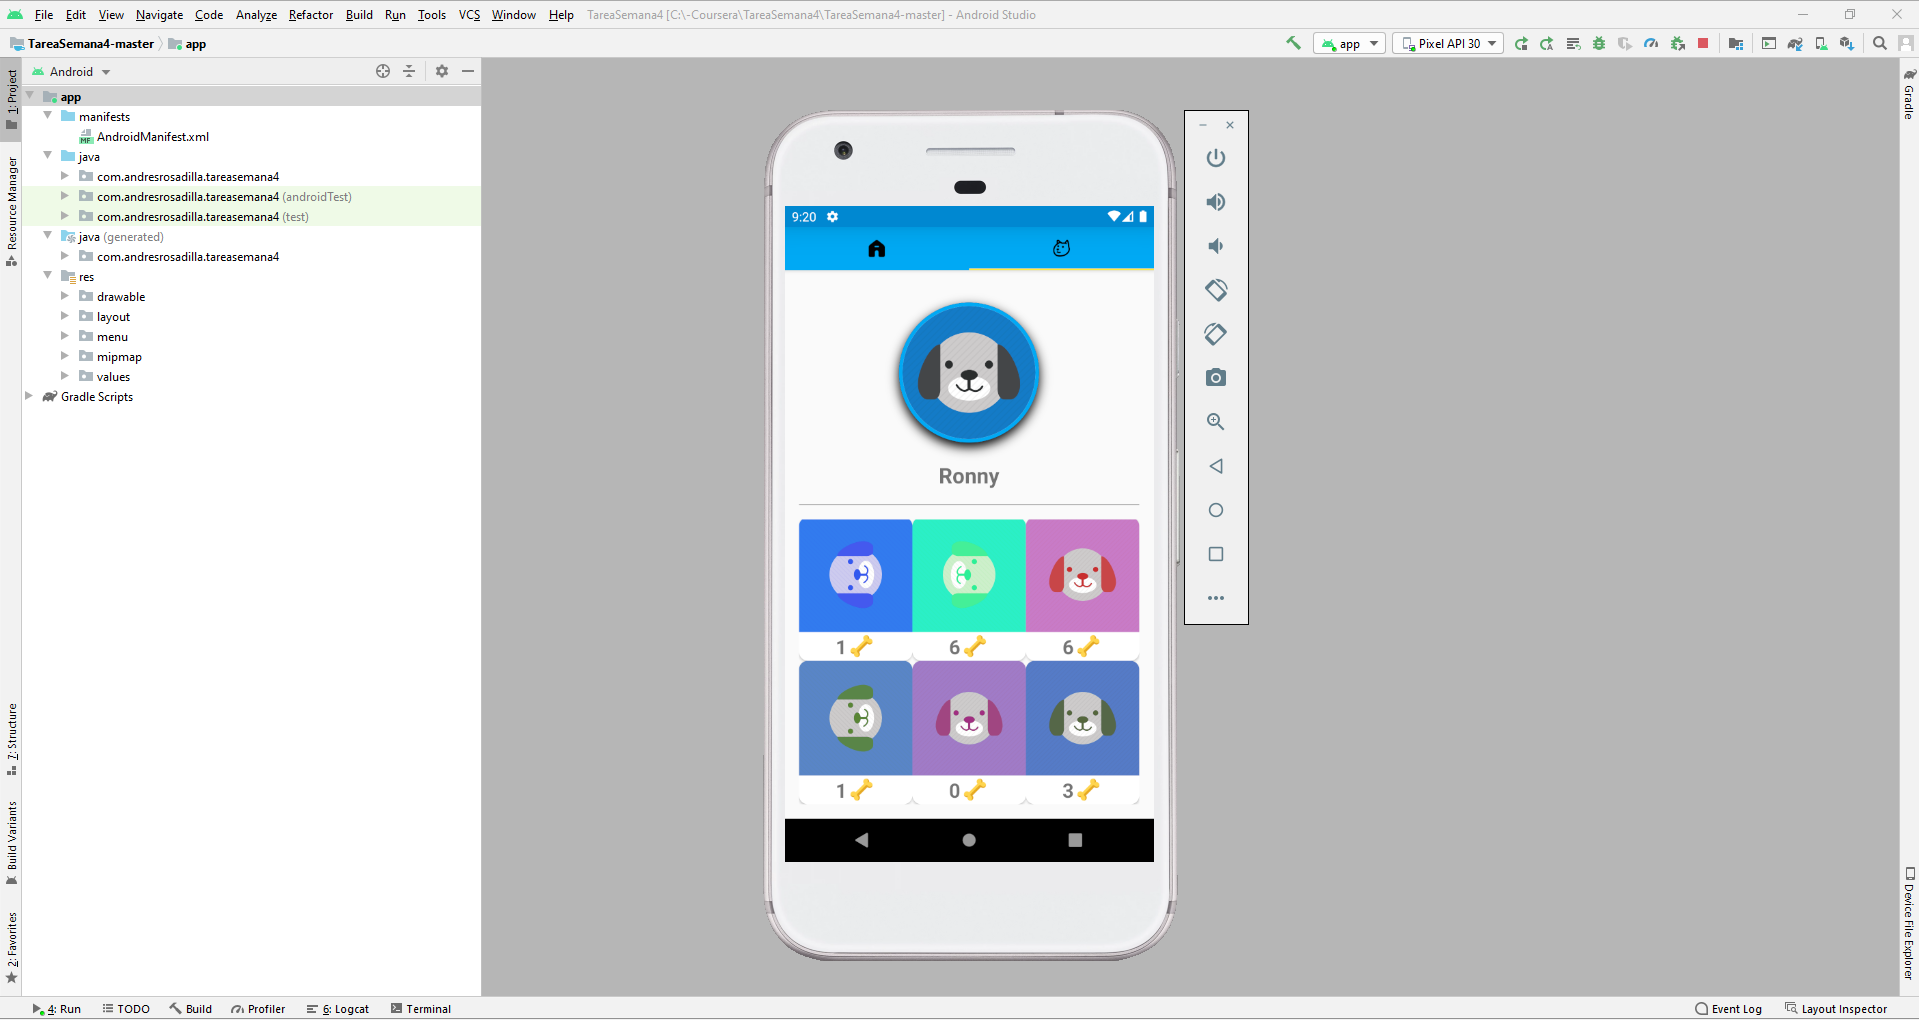 File Edit View Navigate Code Analyze Refactor Build Run Tools VCS Window Help TareaSemana4 [C:\-Coursera\TareaSemana4\TareaSemana4-master] - Android Studio
TareaSemana4-master app
app Pixel API 30
1: Project
Resource Manager
7: Structure
Build Variants
2: Favorites
Android
app
manifests
MF AndroidManifest.xml
java
com.andresrosadilla.tareasemana4
com.andresrosadilla.tareasemana4 (androidTest)
com.andresrosadilla.tareasemana4 (test)
java (generated)
com.andresrosadilla.tareasemana4
res
drawable
layout
menu
mipmap
values
Gradle Scripts
9:20
Ronny
1 6 6
1 0 3
Gradle
Device File Explorer
4: Run TODO Build Profiler 6: Logcat Terminal Event Log Layout Inspector